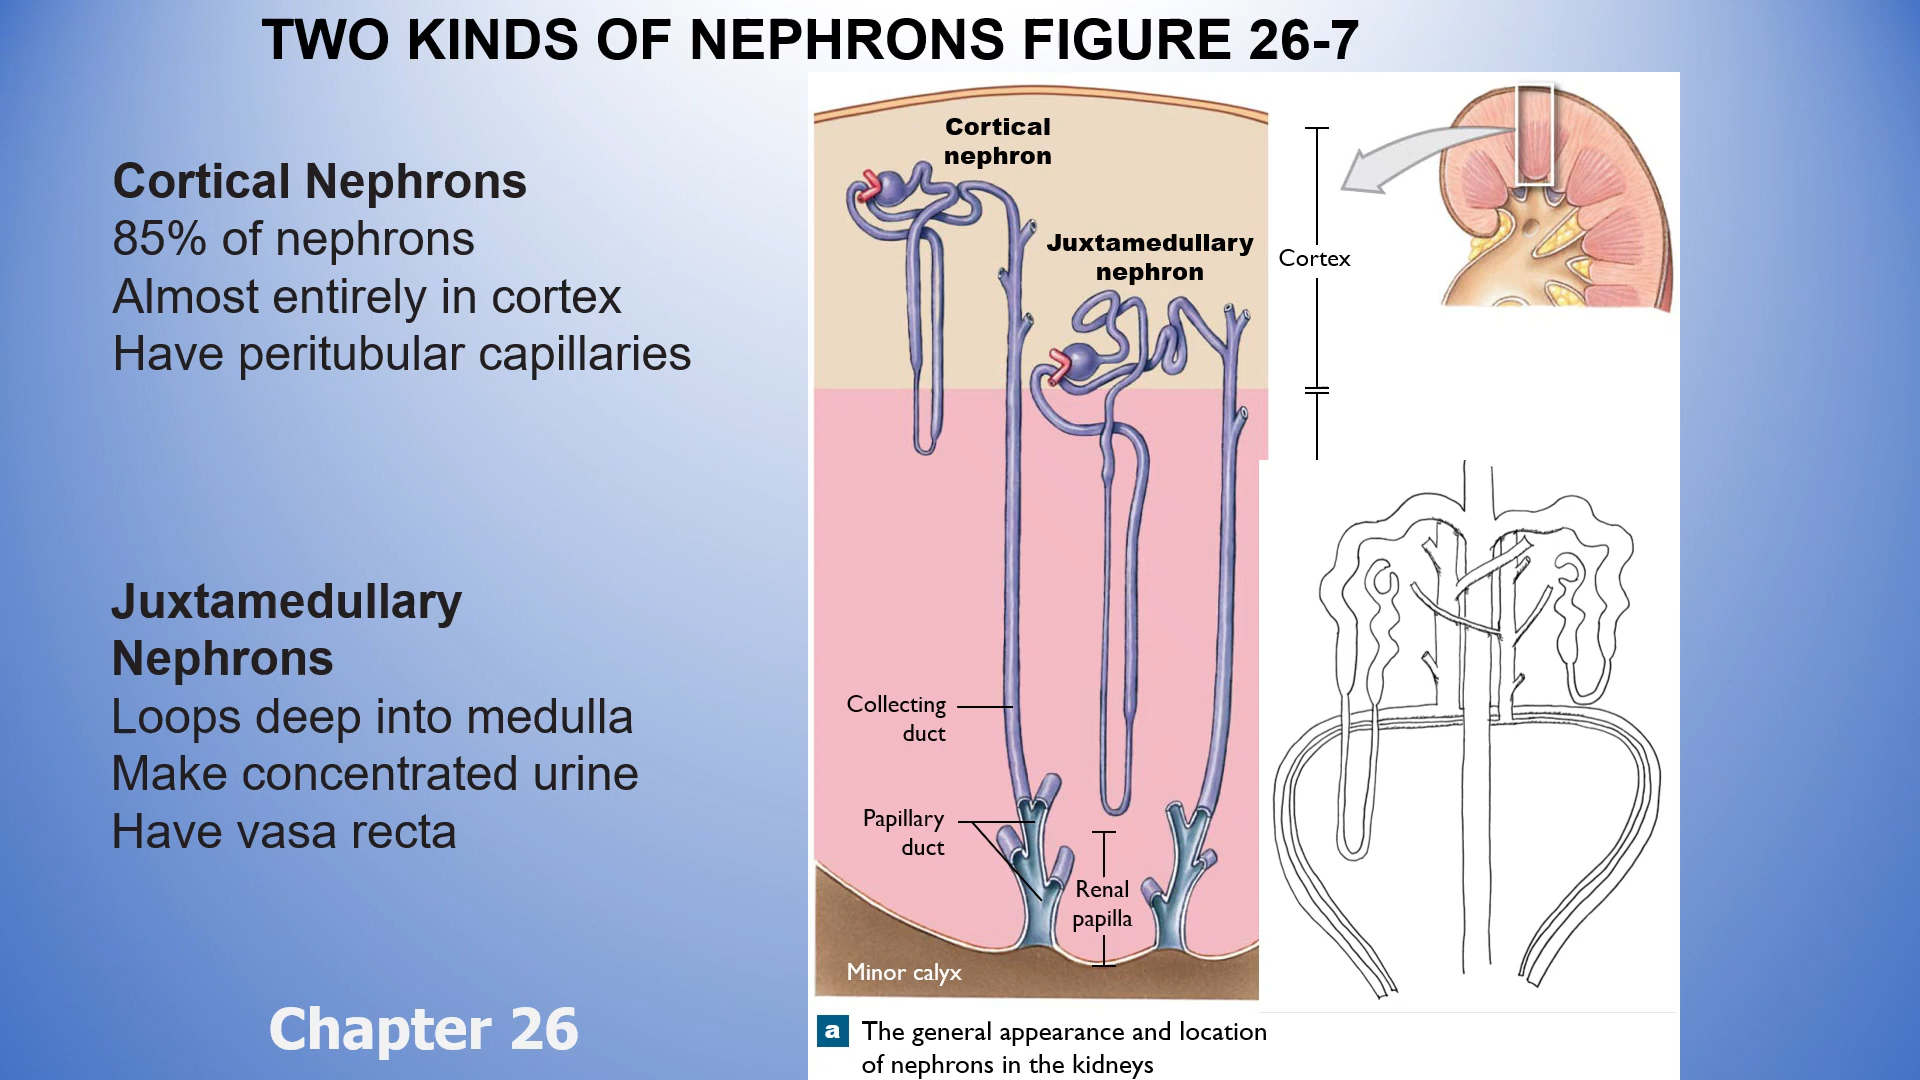 TWO KINDS OF NEPHRONS FIGURE 26-7
Cortical Nephrons
85% of nephrons
Almost entirely in cortex
Have peritubular capillaries
Juxtamedullary
Nephrons
Loops deep into medulla
Make concentrated urine
Have vasa recta
Chapter 26
Cortical
nephron
Juxtamedullary
nephron
Cortex
Collecting
duct
Papillary
duct
Renal
papilla
Minor calyx
a The general appearance and location
of nephrons in the kidneys